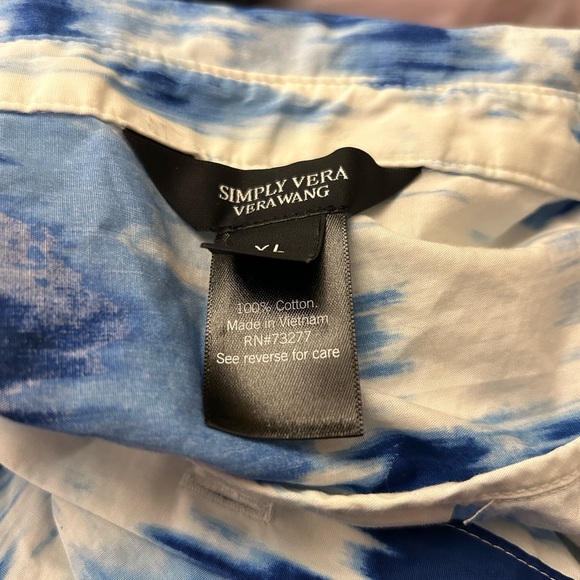 SIMPLY VERA
VERA WANG
XL
100% Cotton.
Made in Vietnam
RN#73277
See reverse for care